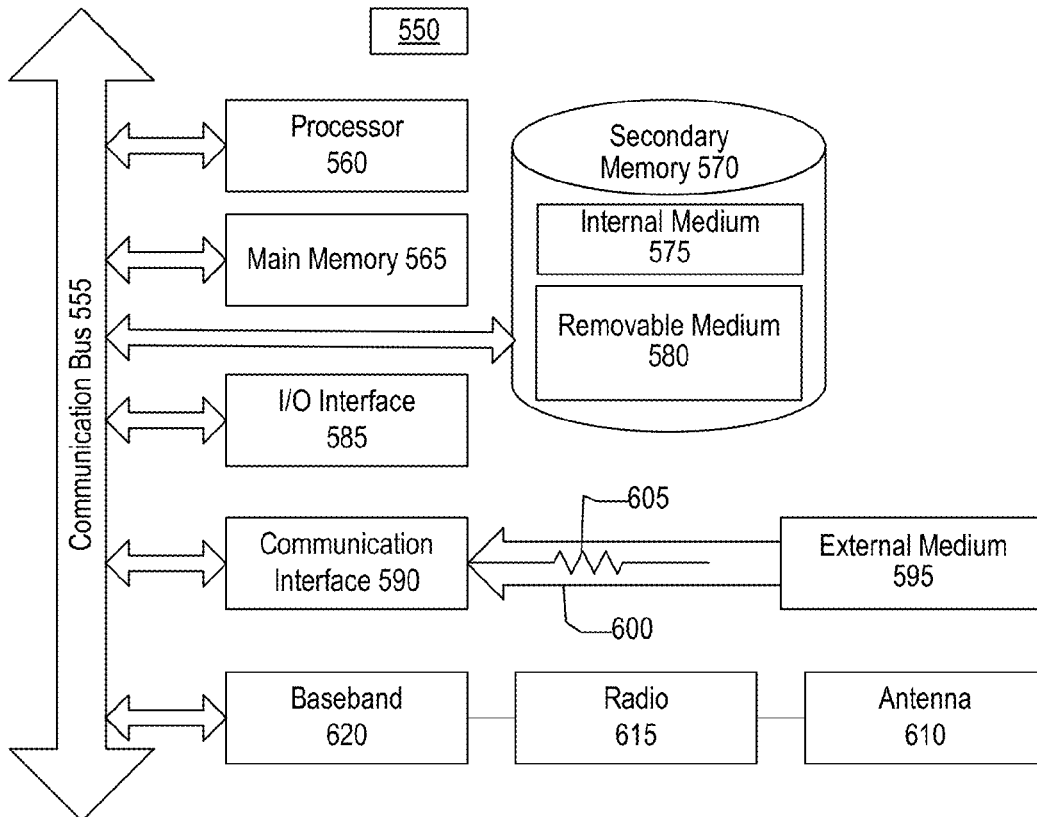 550
Processor
560
Secondary
Memory 570
Internal Medium
575
Main Memory 565
Removable Medium
580
Communication Bus 555
I/O Interface
585
605
Communication
Interface 590
External Medium
595
600
Baseband
620
Radio
615
Antenna
610